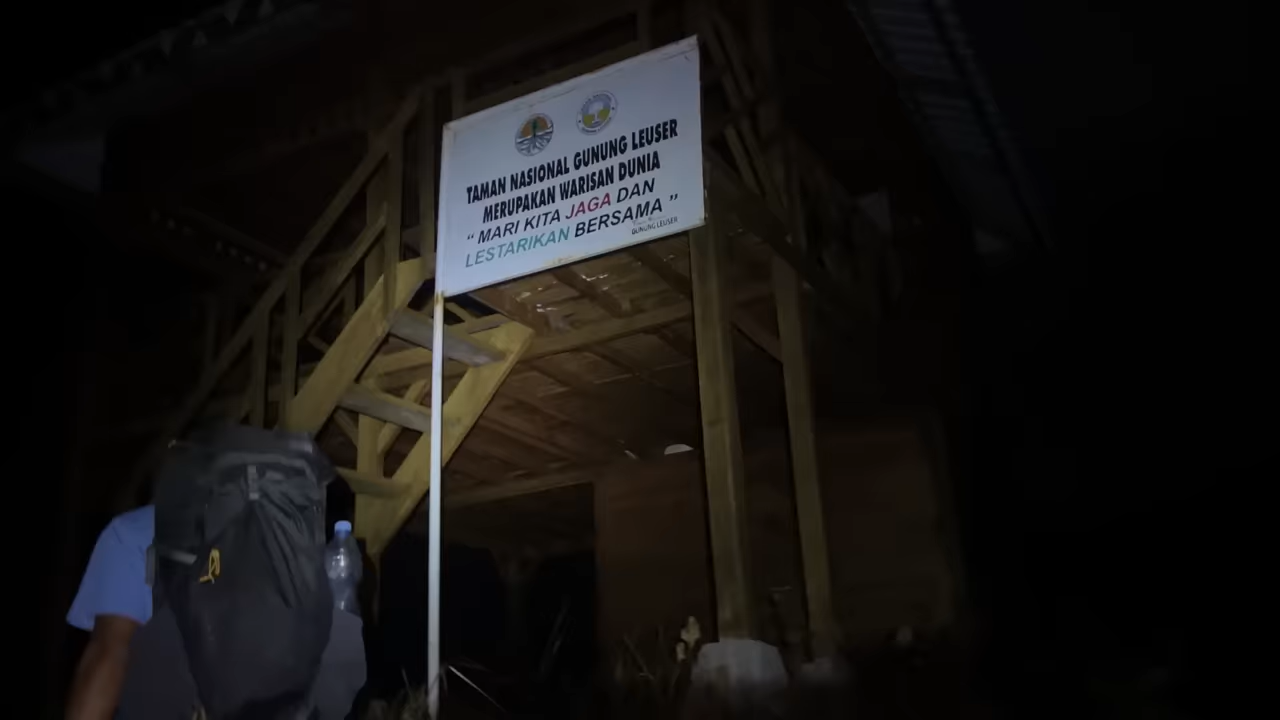 TAMAN NASIONAL GUNUNG LEUSER
MERUPAKAN WARISAN DUNIA
“ MARI KITA JAGA DAN
LESTARIKAN BERSAMA ”
GUNUNG LEUSER